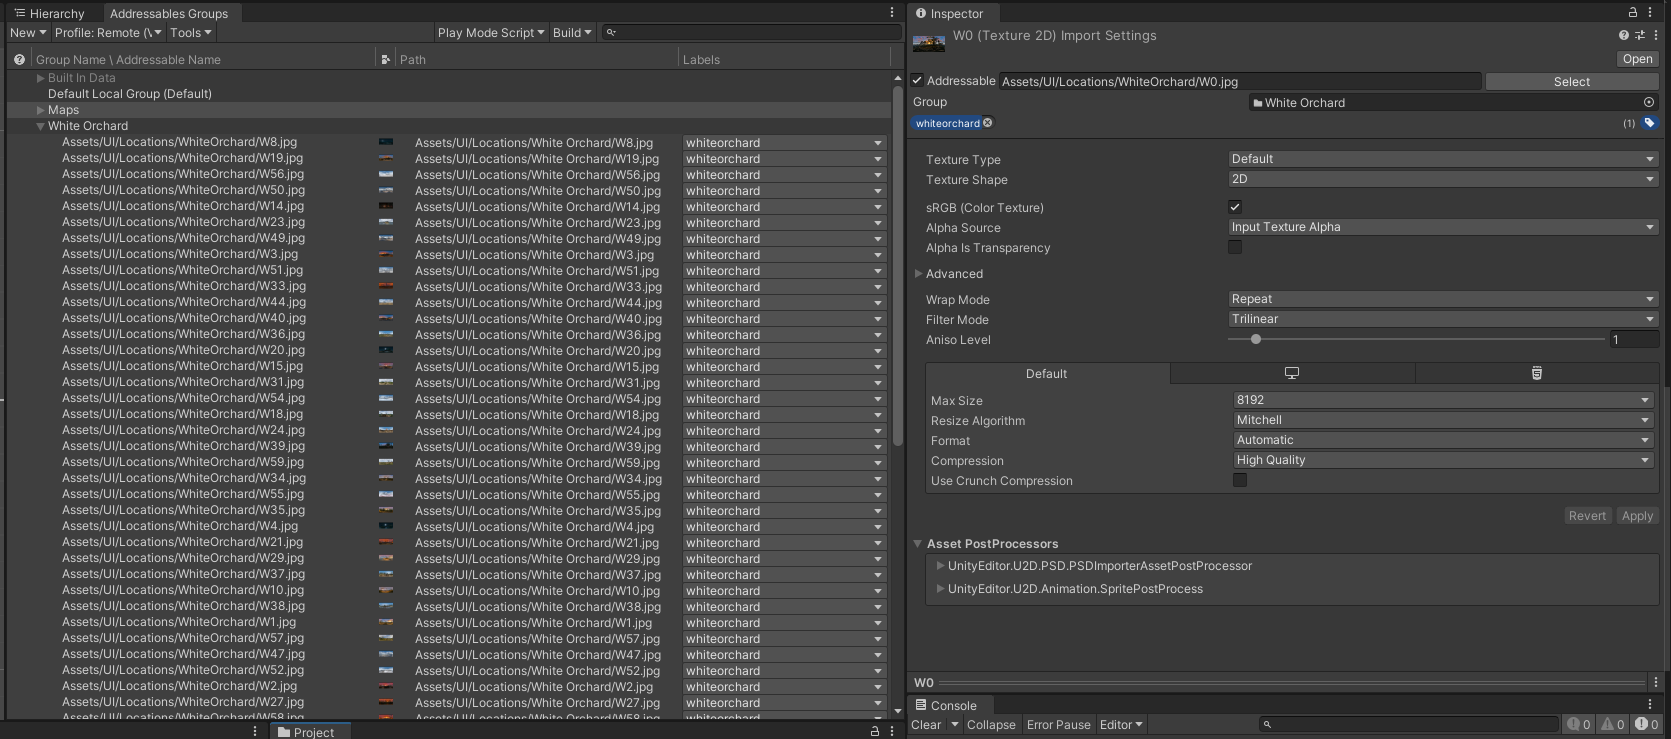 Hierarchy
Addressables Groups
New
Profile: Remote (\
Tools
Play Mode Script
Build
Group Name \ Addressable Name
Path
Labels
Built In Data
Default Local Group (Default)
Maps
White Orchard
Assets/UI/Locations/WhiteOrchard/W8.jpg Assets/UI/Locations/White Orchard/W8.jpg whiteorchard
Assets/UI/Locations/WhiteOrchard/W19.jpg Assets/UI/Locations/White Orchard/W19.jpg whiteorchard
Assets/UI/Locations/WhiteOrchard/W56.jpg Assets/UI/Locations/White Orchard/W56.jpg whiteorchard
Assets/UI/Locations/WhiteOrchard/W50.jpg Assets/UI/Locations/White Orchard/W50.jpg whiteorchard
Assets/UI/Locations/WhiteOrchard/W14.jpg Assets/UI/Locations/White Orchard/W14.jpg whiteorchard
Assets/UI/Locations/WhiteOrchard/W23.jpg Assets/UI/Locations/White Orchard/W23.jpg whiteorchard
Assets/UI/Locations/WhiteOrchard/W49.jpg Assets/UI/Locations/White Orchard/W49.jpg whiteorchard
Assets/UI/Locations/WhiteOrchard/W3.jpg Assets/UI/Locations/White Orchard/W3.jpg whiteorchard
Assets/UI/Locations/WhiteOrchard/W51.jpg Assets/UI/Locations/White Orchard/W51.jpg whiteorchard
Assets/UI/Locations/WhiteOrchard/W33.jpg Assets/UI/Locations/White Orchard/W33.jpg whiteorchard
Assets/UI/Locations/WhiteOrchard/W44.jpg Assets/UI/Locations/White Orchard/W44.jpg whiteorchard
Assets/UI/Locations/WhiteOrchard/W40.jpg Assets/UI/Locations/White Orchard/W40.jpg whiteorchard
Assets/UI/Locations/WhiteOrchard/W36.jpg Assets/UI/Locations/White Orchard/W36.jpg whiteorchard
Assets/UI/Locations/WhiteOrchard/W20.jpg Assets/UI/Locations/White Orchard/W20.jpg whiteorchard
Assets/UI/Locations/WhiteOrchard/W15.jpg Assets/UI/Locations/White Orchard/W15.jpg whiteorchard
Assets/UI/Locations/WhiteOrchard/W31.jpg Assets/UI/Locations/White Orchard/W31.jpg whiteorchard
Assets/UI/Locations/WhiteOrchard/W54.jpg Assets/UI/Locations/White Orchard/W54.jpg whiteorchard
Assets/UI/Locations/WhiteOrchard/W18.jpg Assets/UI/Locations/White Orchard/W18.jpg whiteorchard
Assets/UI/Locations/WhiteOrchard/W24.jpg Assets/UI/Locations/White Orchard/W24.jpg whiteorchard
Assets/UI/Locations/WhiteOrchard/W39.jpg Assets/UI/Locations/White Orchard/W39.jpg whiteorchard
Assets/UI/Locations/WhiteOrchard/W59.jpg Assets/UI/Locations/White Orchard/W59.jpg whiteorchard
Assets/UI/Locations/WhiteOrchard/W34.jpg Assets/UI/Locations/White Orchard/W34.jpg whiteorchard
Assets/UI/Locations/WhiteOrchard/W55.jpg Assets/UI/Locations/White Orchard/W55.jpg whiteorchard
Assets/UI/Locations/WhiteOrchard/W35.jpg Assets/UI/Locations/White Orchard/W35.jpg whiteorchard
Assets/UI/Locations/WhiteOrchard/W4.jpg Assets/UI/Locations/White Orchard/W4.jpg whiteorchard
Assets/UI/Locations/WhiteOrchard/W21.jpg Assets/UI/Locations/White Orchard/W21.jpg whiteorchard
Assets/UI/Locations/WhiteOrchard/W29.jpg Assets/UI/Locations/White Orchard/W29.jpg whiteorchard
Assets/UI/Locations/WhiteOrchard/W37.jpg Assets/UI/Locations/White Orchard/W37.jpg whiteorchard
Assets/UI/Locations/WhiteOrchard/W10.jpg Assets/UI/Locations/White Orchard/W10.jpg whiteorchard
Assets/UI/Locations/WhiteOrchard/W38.jpg Assets/UI/Locations/White Orchard/W38.jpg whiteorchard
Assets/UI/Locations/WhiteOrchard/W1.jpg Assets/UI/Locations/White Orchard/W1.jpg whiteorchard
Assets/UI/Locations/WhiteOrchard/W57.jpg Assets/UI/Locations/White Orchard/W57.jpg whiteorchard
Assets/UI/Locations/WhiteOrchard/W47.jpg Assets/UI/Locations/White Orchard/W47.jpg whiteorchard
Assets/UI/Locations/WhiteOrchard/W52.jpg Assets/UI/Locations/White Orchard/W52.jpg whiteorchard
Assets/UI/Locations/WhiteOrchard/W2.jpg Assets/UI/Locations/White Orchard/W2.jpg whiteorchard
Assets/UI/Locations/WhiteOrchard/W27.jpg Assets/UI/Locations/White Orchard/W27.jpg whiteorchard
Assets/UI/Locations/WhiteOrchard/W58.jpg Assets/UI/Locations/White Orchard/W58.jpg whiteorchard
Project
Inspector
W0 (Texture 2D) Import Settings
Open
Addressable Assets/UI/Locations/WhiteOrchard/W0.jpg Select
Group White Orchard
whiteorchard (1)
Texture Type Default
Texture Shape 2D
sRGB (Color Texture)
Alpha Source Input Texture Alpha
Alpha Is Transparency
Advanced
Wrap Mode Repeat
Filter Mode Trilinear
Aniso Level 1
Default
Max Size 8192
Resize Algorithm Mitchell
Format Automatic
Compression High Quality
Use Crunch Compression
Revert Apply
Asset PostProcessors
UnityEditor.U2D.PSD.PSDImporterAssetPostProcessor
UnityEditor.U2D.Animation.SpritePostProcess
W0
Console
Clear Collapse Error Pause Editor 0 0 0